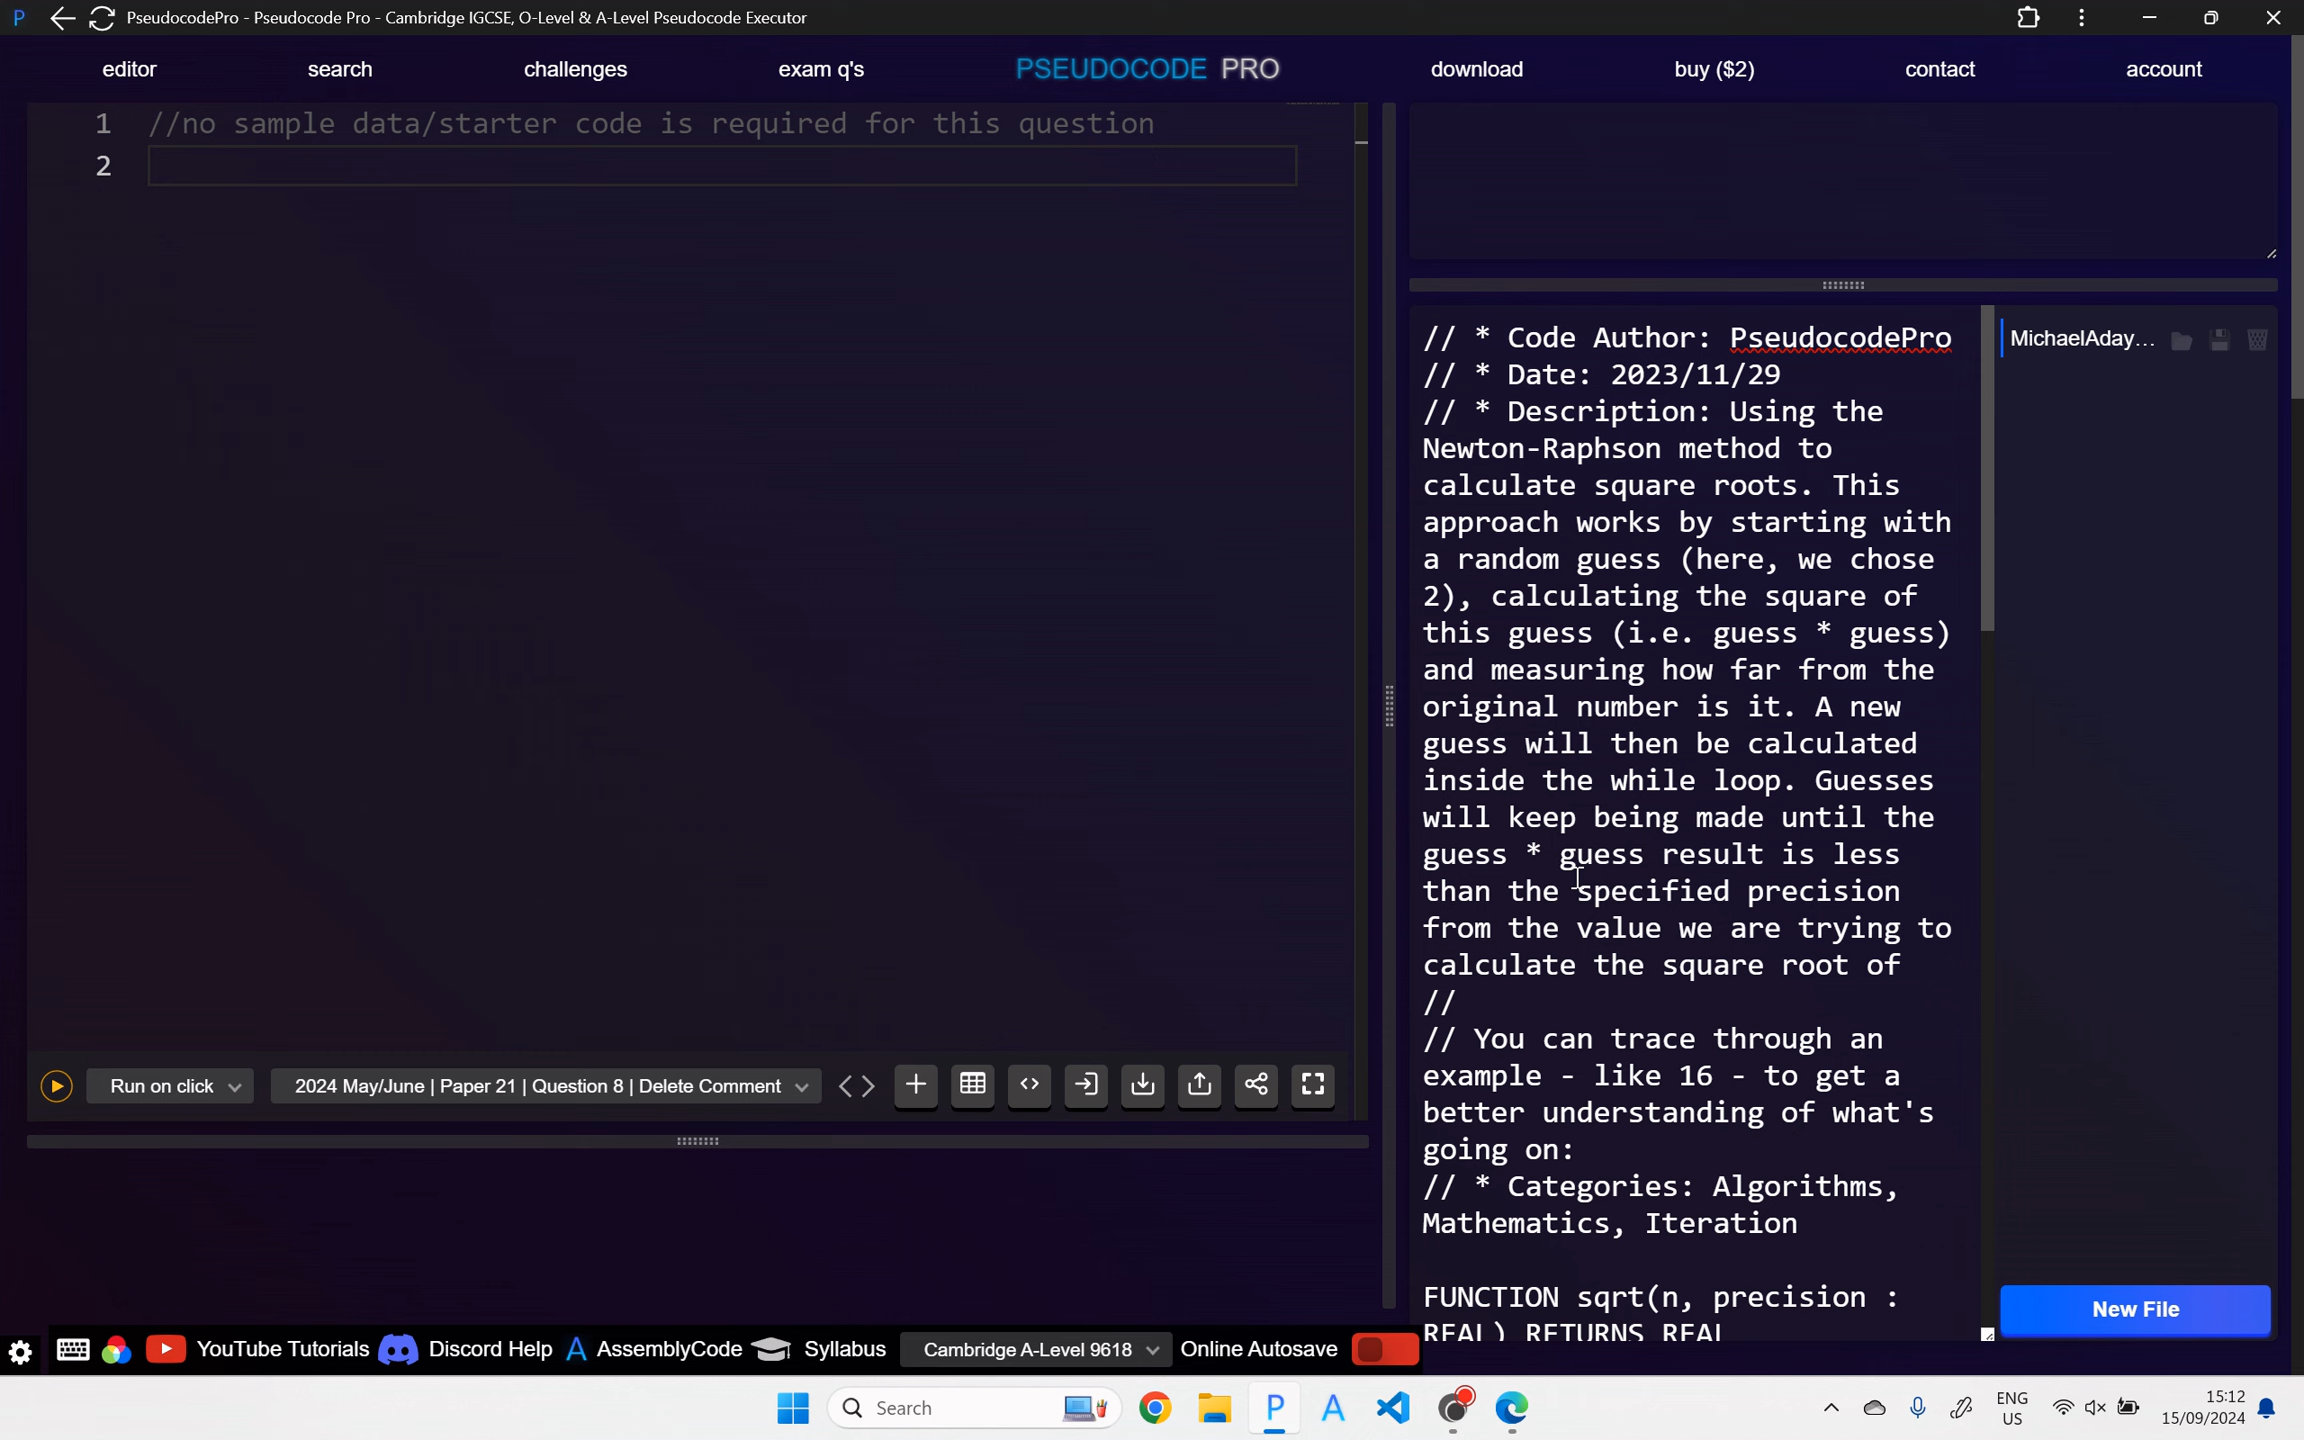 PseudocodePro - Pseudocode Pro - Cambridge IGCSE, O-Level & A-Level Pseudocode Executor
editor
search
challenges
exam q's
PSEUDOCODE PRO
download
buy ($2)
contact
account
1 //no sample data/starter code is required for this question
2
// * Code Author: PseudocodePro
// * Date: 2023/11/29
// * Description: Using the
Newton-Raphson method to
calculate square roots. This
approach works by starting with
a random guess (here, we chose
2), calculating the square of
this guess (i.e. guess * guess)
and measuring how far from the
original number is it. A new
guess will then be calculated
inside the while loop. Guesses
will keep being made until the
guess * guess result is less
than the specified precision
from the value we are trying to
calculate the square root of
//
// You can trace through an
example - like 16 - to get a
better understanding of what's
going on:
// * Categories: Algorithms,
Mathematics, Iteration
FUNCTION sqrt(n, precision :
REAL) RETURNS REAL
MichaelAday...
New File
Run on click
2024 May/June | Paper 21 | Question 8 | Delete Comment
YouTube Tutorials
Discord Help
AssemblyCode
Syllabus
Cambridge A-Level 9618
Online Autosave
Search
ENG
US
15:12
15/09/2024